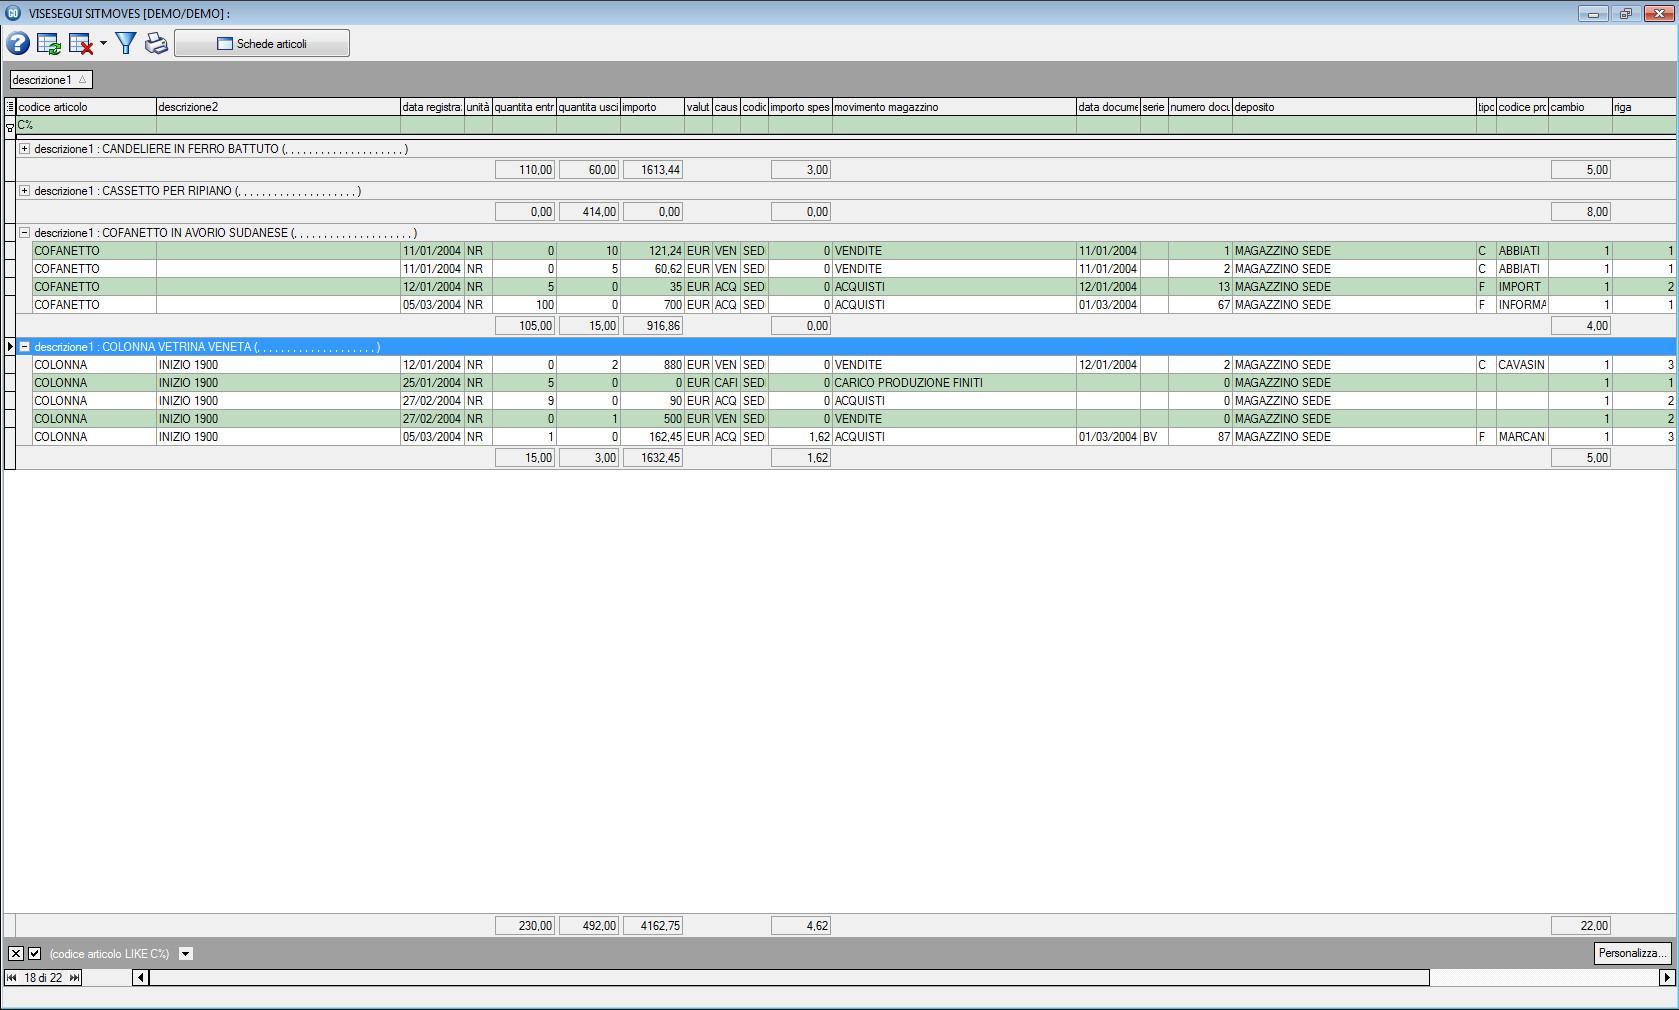 VISESEGUI SITMOVES [DEMO/DEMO] :
Schede articoli
descrizione1
codice articolo descrizione2 data registra: unità quantita entr quantita usci importo valut caus codic importo spes movimento magazzino data docume serie numero docu deposito tipo codice pro cambio riga
C%
descrizione1 : CANDELIERE IN FERRO BATTUTO (, , , , , , , , , , , , , , , , , , , , )
110,00 60,00 1613,44 3,00 5,00
descrizione1 : CASSETTO PER RIPIANO (, , , , , , , , , , , , , , , , , , , , )
0,00 414,00 0,00 0,00 8,00
descrizione1 : COFANETTO IN AVORIO SUDANESE (, , , , , , , , , , , , , , , , , , , , )
COFANETTO 11/01/2004 NR 0 10 121,24 EUR VEN SED 0 VENDITE 11/01/2004 1 MAGAZZINO SEDE C ABBIATI 1 1
COFANETTO 11/01/2004 NR 0 5 60,62 EUR VEN SED 0 VENDITE 11/01/2004 2 MAGAZZINO SEDE C ABBIATI 1 1
COFANETTO 12/01/2004 NR 5 0 35 EUR ACQ SED 0 ACQUISTI 12/01/2004 13 MAGAZZINO SEDE F IMPORT 1 2
COFANETTO 05/03/2004 NR 100 0 700 EUR ACQ SED 0 ACQUISTI 01/03/2004 67 MAGAZZINO SEDE F INFORMA 1 1
105,00 15,00 916,86 0,00 4,00
descrizione1 : COLONNA VETRINA VENETA (, , , , , , , , , , , , , , , , , , , , )
COLONNA INIZIO 1900 12/01/2004 NR 0 2 880 EUR VEN SED 0 VENDITE 12/01/2004 2 MAGAZZINO SEDE C CAVASIN 1 3
COLONNA INIZIO 1900 25/01/2004 NR 5 0 0 EUR CAFI SED 0 CARICO PRODUZIONE FINITI 0 MAGAZZINO SEDE 1 1
COLONNA INIZIO 1900 27/02/2004 NR 9 0 90 EUR ACQ SED 0 ACQUISTI 0 MAGAZZINO SEDE 1 2
COLONNA INIZIO 1900 27/02/2004 NR 0 1 500 EUR VEN SED 0 VENDITE 0 MAGAZZINO SEDE 1 2
COLONNA INIZIO 1900 05/03/2004 NR 1 0 162,45 EUR ACQ SED 1,62 ACQUISTI 01/03/2004 BV 87 MAGAZZINO SEDE F MARCAN 1 3
15,00 3,00 1632,45 1,62 5,00
230,00 492,00 4162,75 4,62 22,00
(codice articolo LIKE C%)
Personalizza...
18 di 22